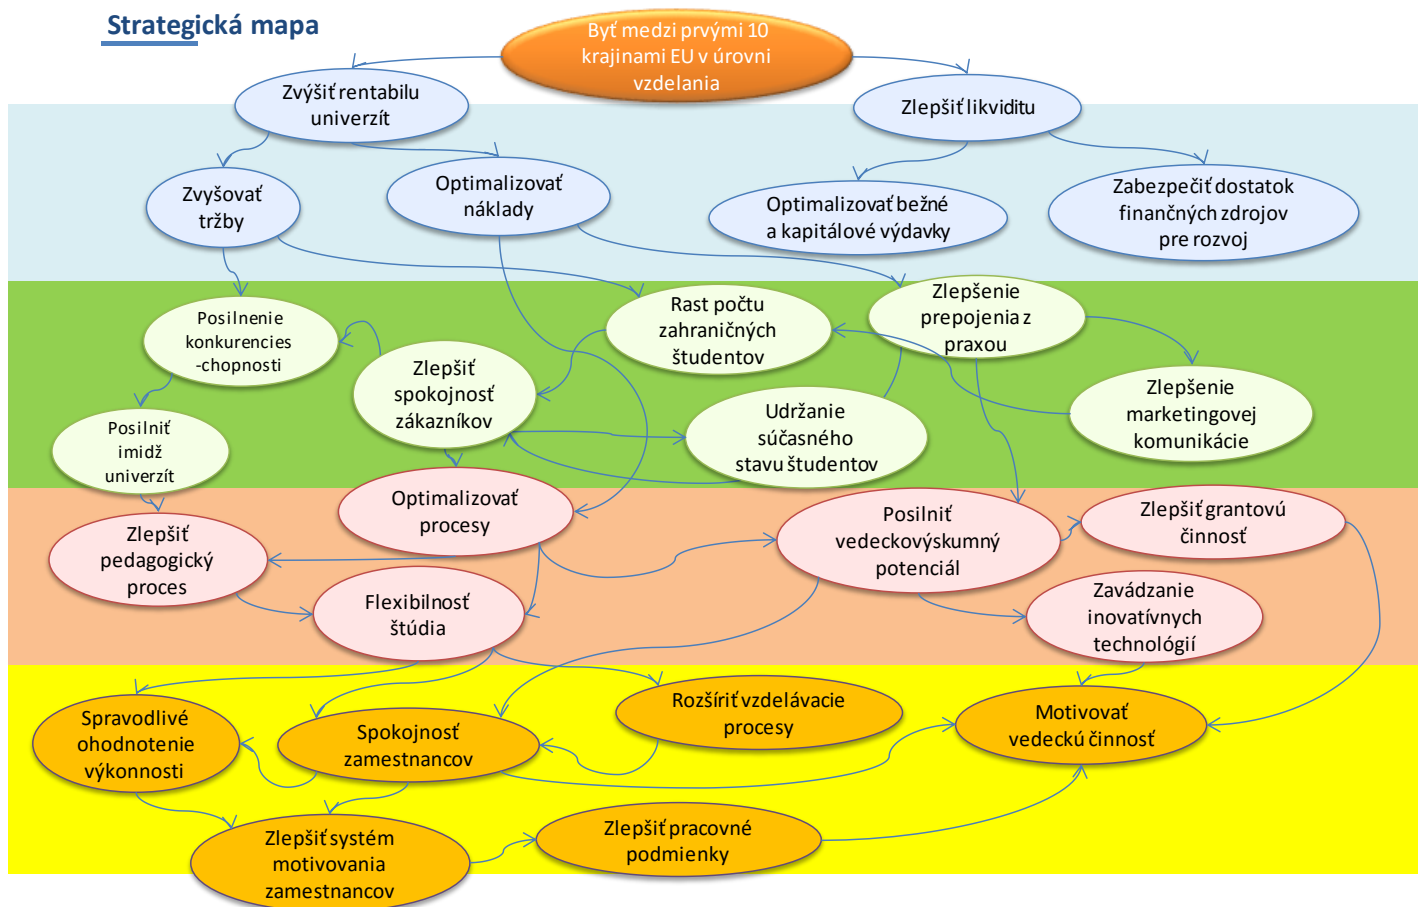 Strategická mapa
Byť medzi prvými 10
krajinami EU v úrovni
vzdelania
Zvýšiť rentabilu
univerzít
Zlepšiť likviditu
Zvyšovať
tržby
Optimalizovať
náklady
Optimalizovať bežné
a kapitálové výdavky
Zabezpečiť dostatok
finančných zdrojov
pre rozvoj
Posilnenie
konkurencies
-chopnosti
Rast počtu
zahraničných
študentov
Zlepšenie
prepojenia z
praxou
Zlepšiť
spokojnosť
zákazníkov
Zlepšenie
marketingovej
komunikácie
Posilniť
imidž
univerzít
Udržanie
súčasného
stavu študentov
Optimalizovať
procesy
Zlepšiť
pedagogický
proces
Posilniť
vedeckovýskumný
potenciál
Zlepšiť grantovú
činnosť
Flexibilnosť
štúdia
Zavádzanie
inovatívnych
technológií
Spravodlivé
ohodnotenie
výkonnosti
Spokojnosť
zamestnancov
Rozšíriť vzdelávacie
procesy
Motivovať
vedeckú činnosť
Zlepšiť systém
motivovania
zamestnancov
Zlepšiť pracovné
podmienky